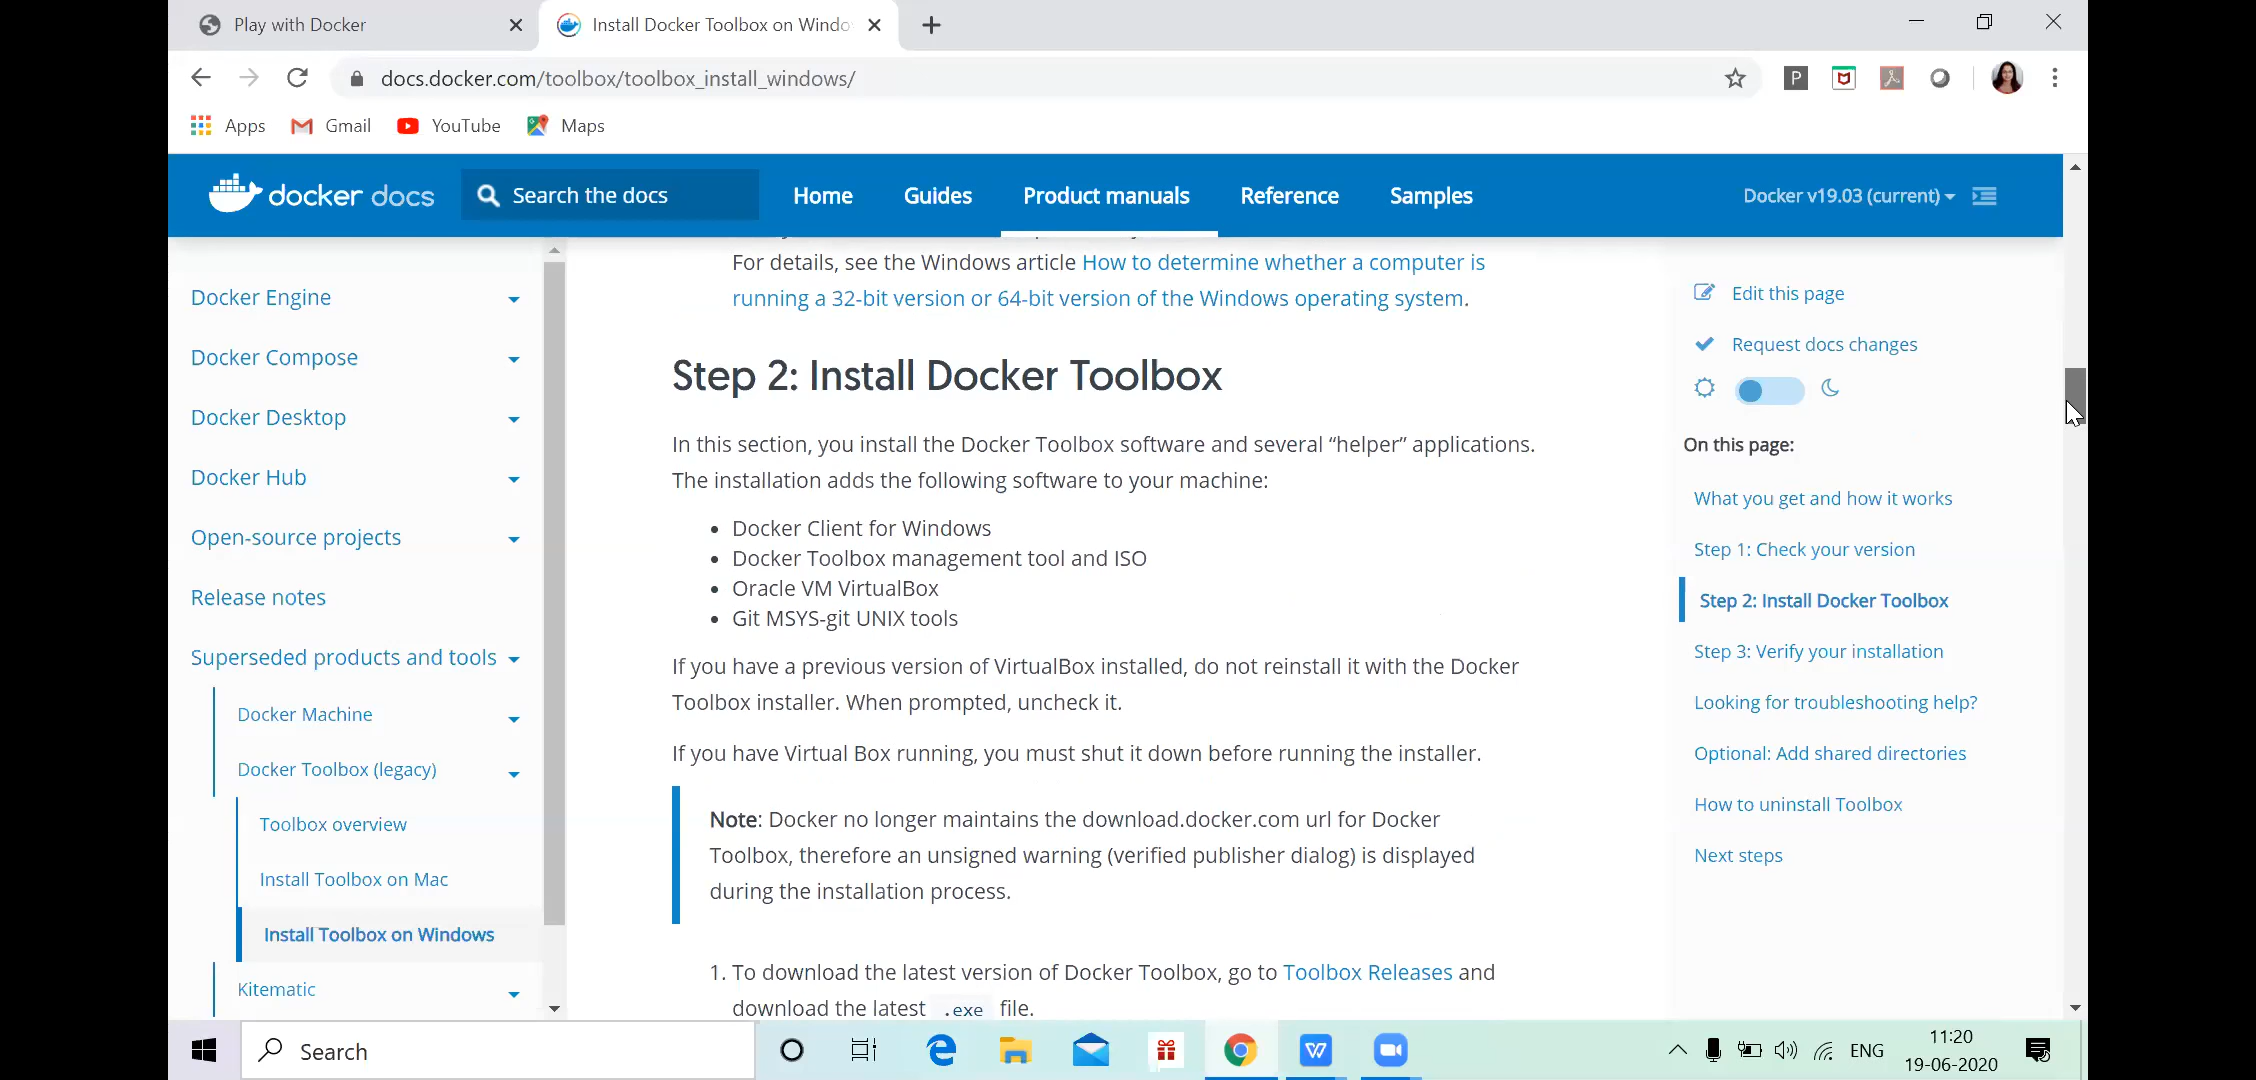 Play with Docker
Install Docker Toolbox on Windo
docs.docker.com/toolbox/toolbox_install_windows/
P
Apps
Gmail
YouTube
Maps
docker docs
Search the docs
Home
Guides
Product manuals
Reference
Samples
Docker v19.03 (current)
Docker Engine
Docker Compose
Docker Desktop
Docker Hub
Open-source projects
Release notes
Superseded products and tools
Docker Machine
Docker Toolbox (legacy)
Toolbox overview
Install Toolbox on Mac
Install Toolbox on Windows
Kitematic
For details, see the Windows article How to determine whether a computer is
running a 32-bit version or 64-bit version of the Windows operating system.
Step 2: Install Docker Toolbox
In this section, you install the Docker Toolbox software and several “helper” applications.
The installation adds the following software to your machine:
• Docker Client for Windows
• Docker Toolbox management tool and ISO
• Oracle VM VirtualBox
• Git MSYS-git UNIX tools
If you have a previous version of VirtualBox installed, do not reinstall it with the Docker
Toolbox installer. When prompted, uncheck it.
If you have Virtual Box running, you must shut it down before running the installer.
Note: Docker no longer maintains the download.docker.com url for Docker
Toolbox, therefore an unsigned warning (verified publisher dialog) is displayed
during the installation process.
1. To download the latest version of Docker Toolbox, go to Toolbox Releases and
download the latest .exe file.
Edit this page
Request docs changes
On this page:
What you get and how it works
Step 1: Check your version
Step 2: Install Docker Toolbox
Step 3: Verify your installation
Looking for troubleshooting help?
Optional: Add shared directories
How to uninstall Toolbox
Next steps
Search
ENG
11:20
19-06-2020